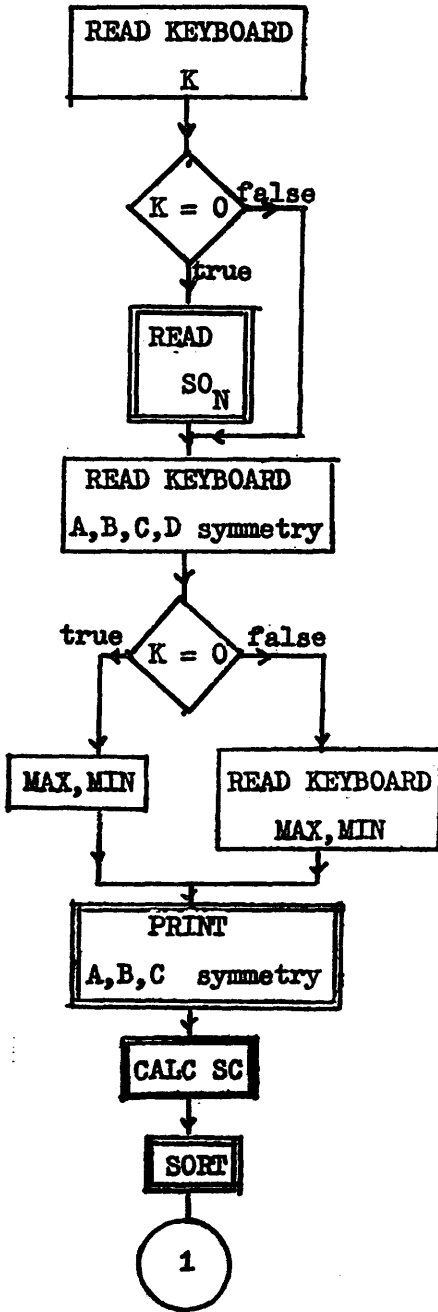 READ KEYBOARD
K
K = 0
false
true
READ
SO_N
READ KEYBOARD
A,B,C,D symmetry
true
K = 0
false
MAX,MIN
READ KEYBOARD
MAX,MIN
PRINT
A,B,C symmetry
CALC SC
SORT
1